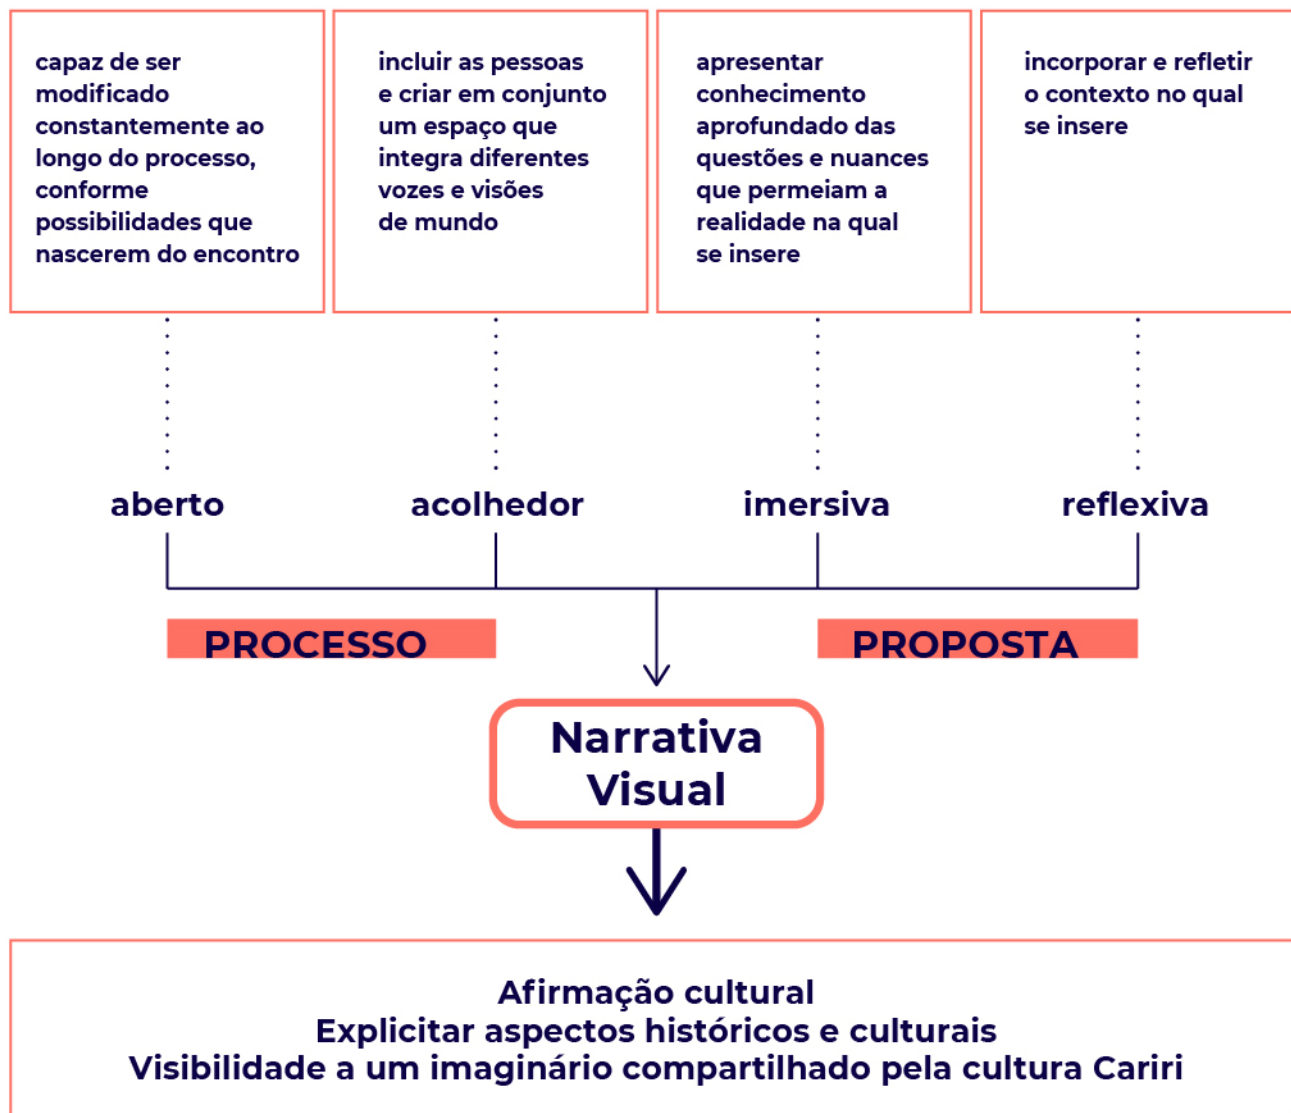 capaz de ser
modificado
constantemente ao
longo do processo,
conforme
possibilidades que
nascerem do encontro
incluir as pessoas
e criar em conjunto
um espaço que
integra diferentes
vozes e visões
de mundo
apresentar
conhecimento
aprofundado das
questões e nuances
que permeiam a
realidade na qual
se insere
incorporar e refletir
o contexto no qual
se insere
aberto
acolhedor
imersiva
reflexiva
PROCESSO
PROPOSTA
Narrativa
Visual
Afirmação cultural
Explicitar aspectos históricos e culturais
Visibilidade a um imaginário compartilhado pela cultura Cariri